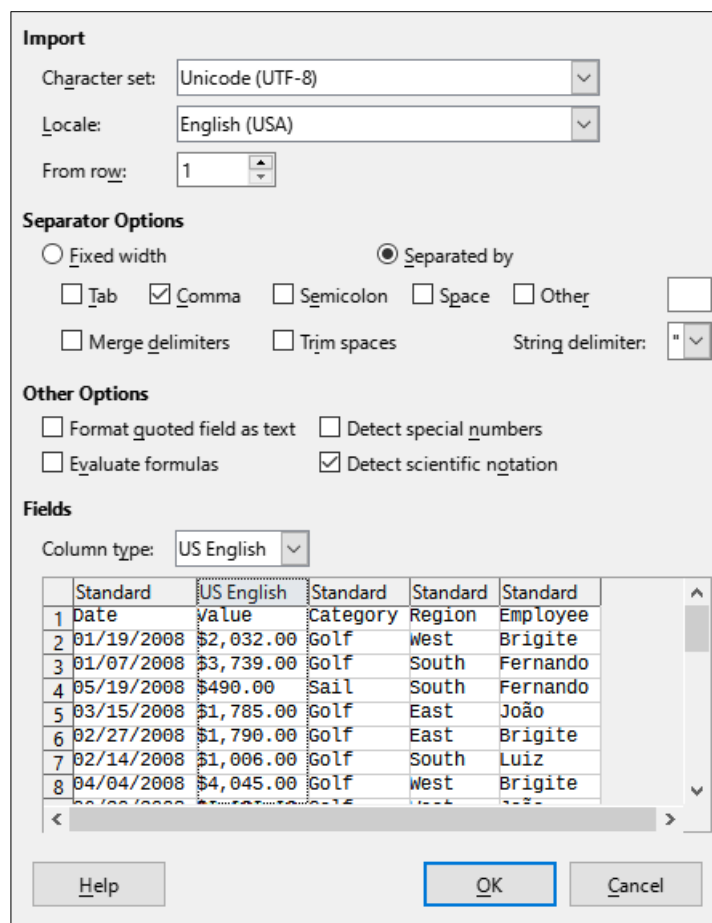 Import
Character set: Unicode (UTF-8)
Locale: English (USA)
From row: 1
Separator Options
Fixed width Separated by
Tab Comma Semicolon Space Other
Merge delimiters Trim spaces String delimiter: "
Other Options
Format quoted field as text Detect special numbers
Evaluate formulas Detect scientific notation
Fields
Column type: US English
Standard US English Standard Standard Standard
1 Date Value Category Region Employee
2 01/19/2008 $2,032.00 Golf West Brigite
3 01/07/2008 $3,739.00 Golf South Fernando
4 05/19/2008 $490.00 Sail South Fernando
5 03/15/2008 $1,785.00 Golf East João
6 02/27/2008 $1,790.00 Golf East Brigite
7 02/14/2008 $1,006.00 Golf South Luiz
8 04/04/2008 $4,045.00 Golf West Brigite
Help OK Cancel